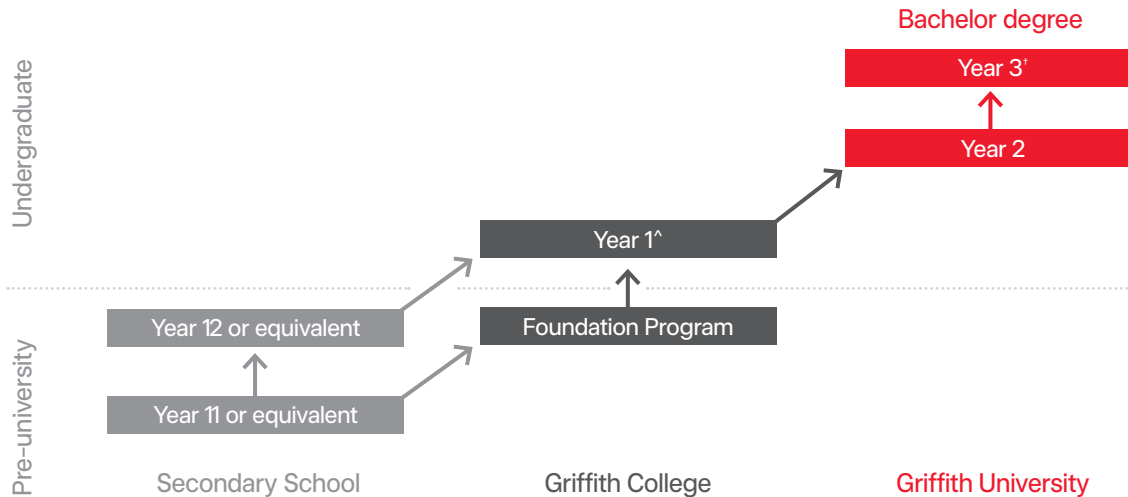 Bachelor degree
Undergraduate
Year 3†
Year 2
Year 1^
Pre-university
Year 12 or equivalent
Foundation Program
Year 11 or equivalent
Secondary School
Griffith College
Griffith University